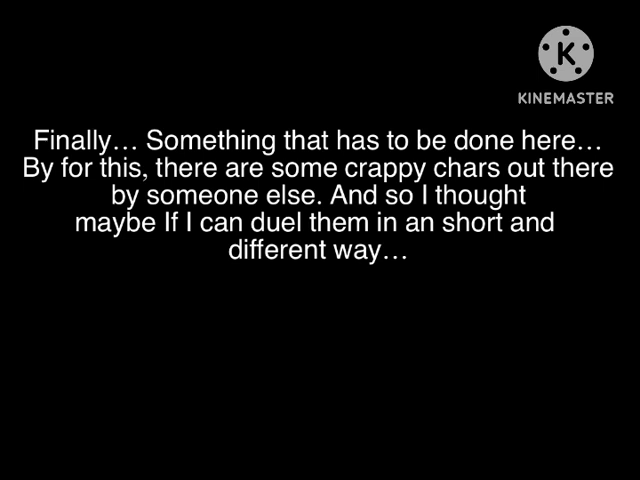 K
KINEMASTER
Finally... Something that has to be done here...
By for this, there are some crappy chars out there
by someone else. And so I thought
maybe If I can duel them in an short and
different way...